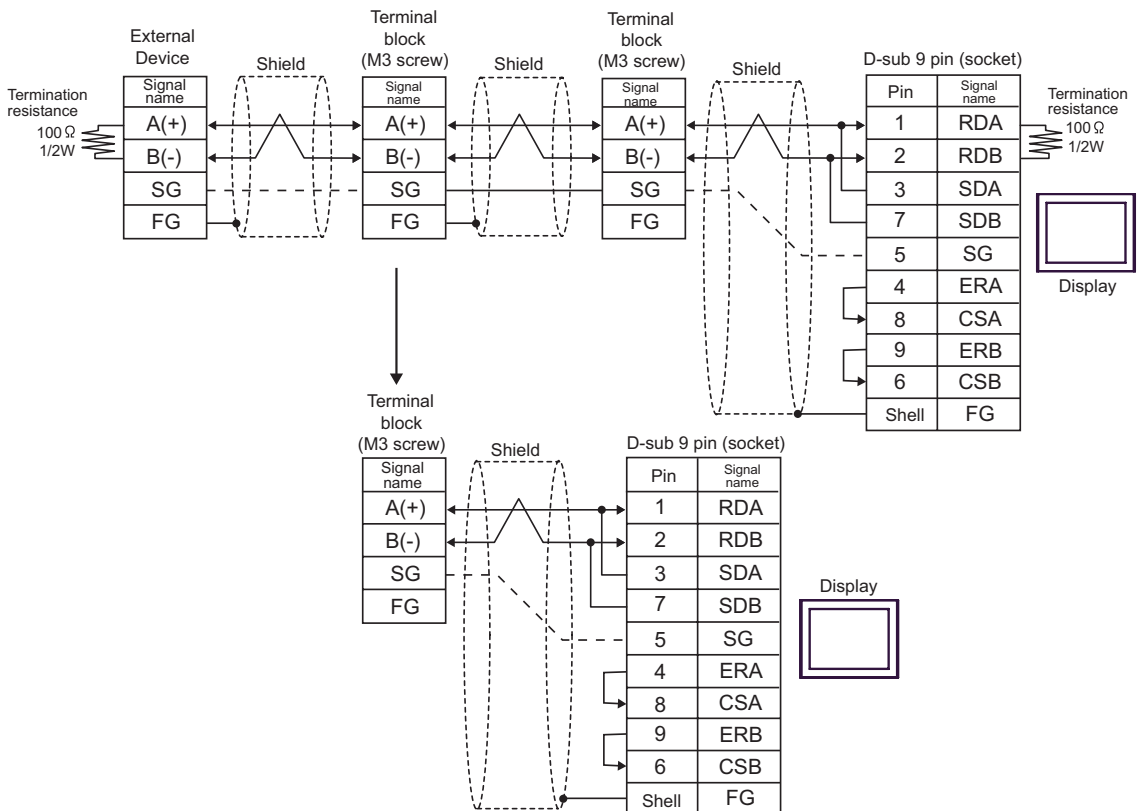 External
Device
Termination
resistance
100 Ω
1/2W
Signal
name
A(+)
B(-)
SG
FG
Shield
Terminal
block
(M3 screw)
Signal
name
A(+)
B(-)
SG
FG
Shield
Terminal
block
(M3 screw)
Signal
name
A(+)
B(-)
SG
FG
Shield
D-sub 9 pin (socket)
Pin Signal name
1 RDA
2 RDB
3 SDA
7 SDB
5 SG
4 ERA
8 CSA
9 ERB
6 CSB
Shell FG
Termination
resistance
100 Ω
1/2W
Display
Terminal
block
(M3 screw)
Signal
name
A(+)
B(-)
SG
FG
Shield
D-sub 9 pin (socket)
Pin Signal name
1 RDA
2 RDB
3 SDA
7 SDB
5 SG
4 ERA
8 CSA
9 ERB
6 CSB
Shell FG
Display